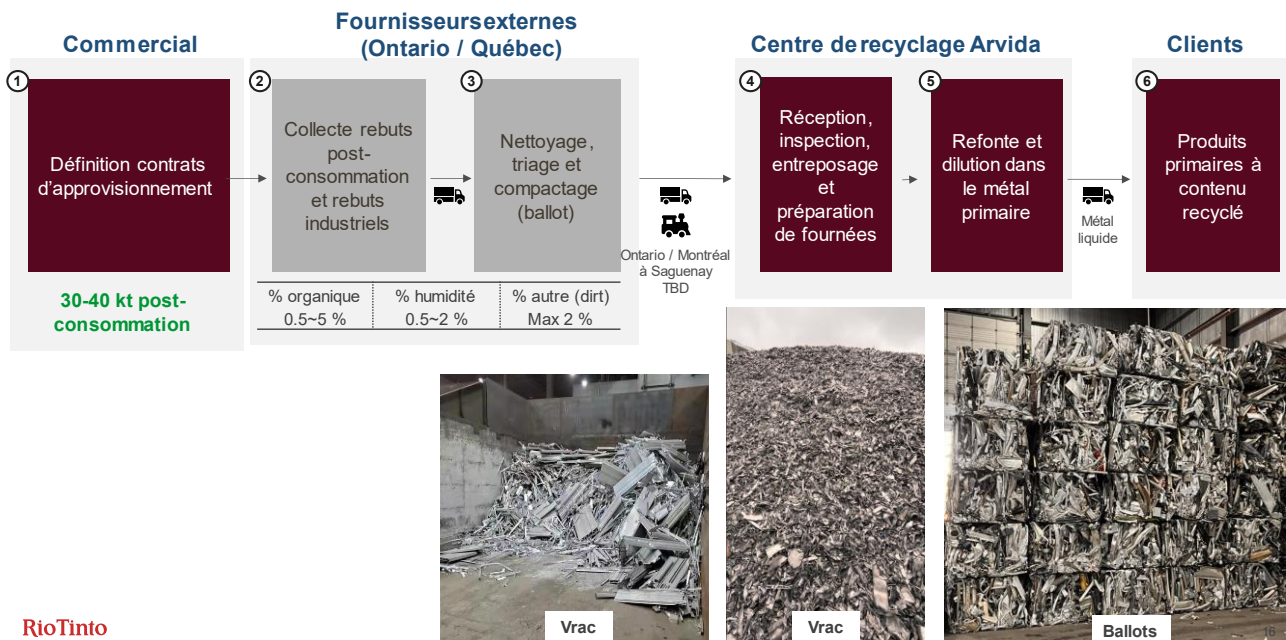 Commercial
Fournisseurs externes
(Ontario / Québec)
Centre de recyclage Arvida
Clients
1
Définition contrats
d'approvisionnement
2
Collecte rebuts
post-
consommation
et rebuts
industriels
3
Nettoyage,
triage et
compactage
(ballot)
Ontario / Montréal
à Saguenay
TBD
4
Réception,
inspection,
entreposage
et
préparation
de fournées
5
Refonte et
dilution dans
le métal
primaire
Métal
liquide
6
Produits
primaires à
contenu
recyclé
30-40 kt post-
consommation
% organique % humidité % autre (dirt)
0.5~5 % 0.5~2 % Max 2 %
Vrac
Vrac
Ballots
RioTinto
16